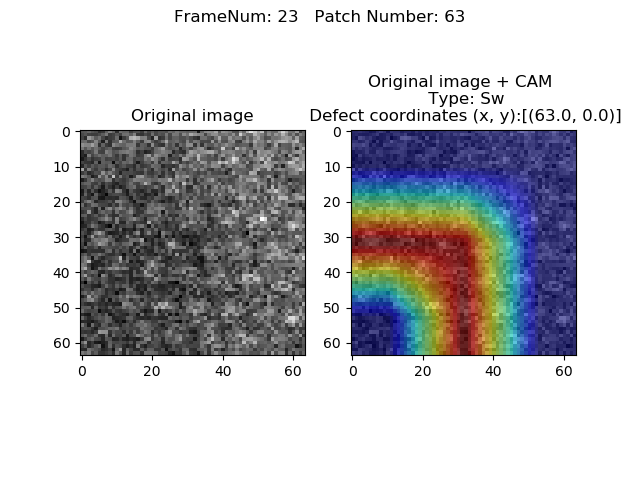 FrameNum: 23   Patch Number: 63
Original image
Original image + CAM
Type: Sw
Defect coordinates (x, y):[(63.0, 0.0)]
0
10
20
30
40
50
60
0 20 40 60
0
10
20
30
40
50
60
0 20 40 60